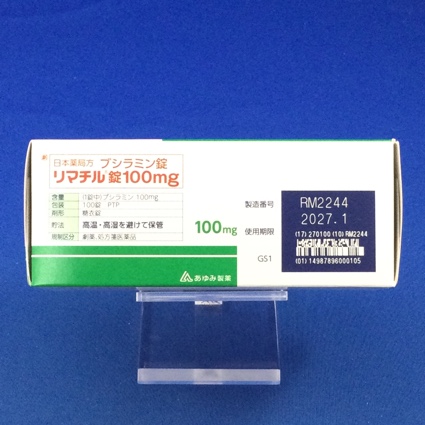 日本薬局方 ブシラミン錠
リマチル錠100mg
含量 (1錠中)ブシラミン 100mg
包装 100錠 PTP
剤形 糖衣錠
貯法 高温・高湿を避けて保管
規制区分 劇薬、処方箋医薬品
100mg
製造番号 RM2244
使用期限 2027.1
GS1
(17) 270100 (10) RM2244
(01) 14987896000105
あゆみ製薬